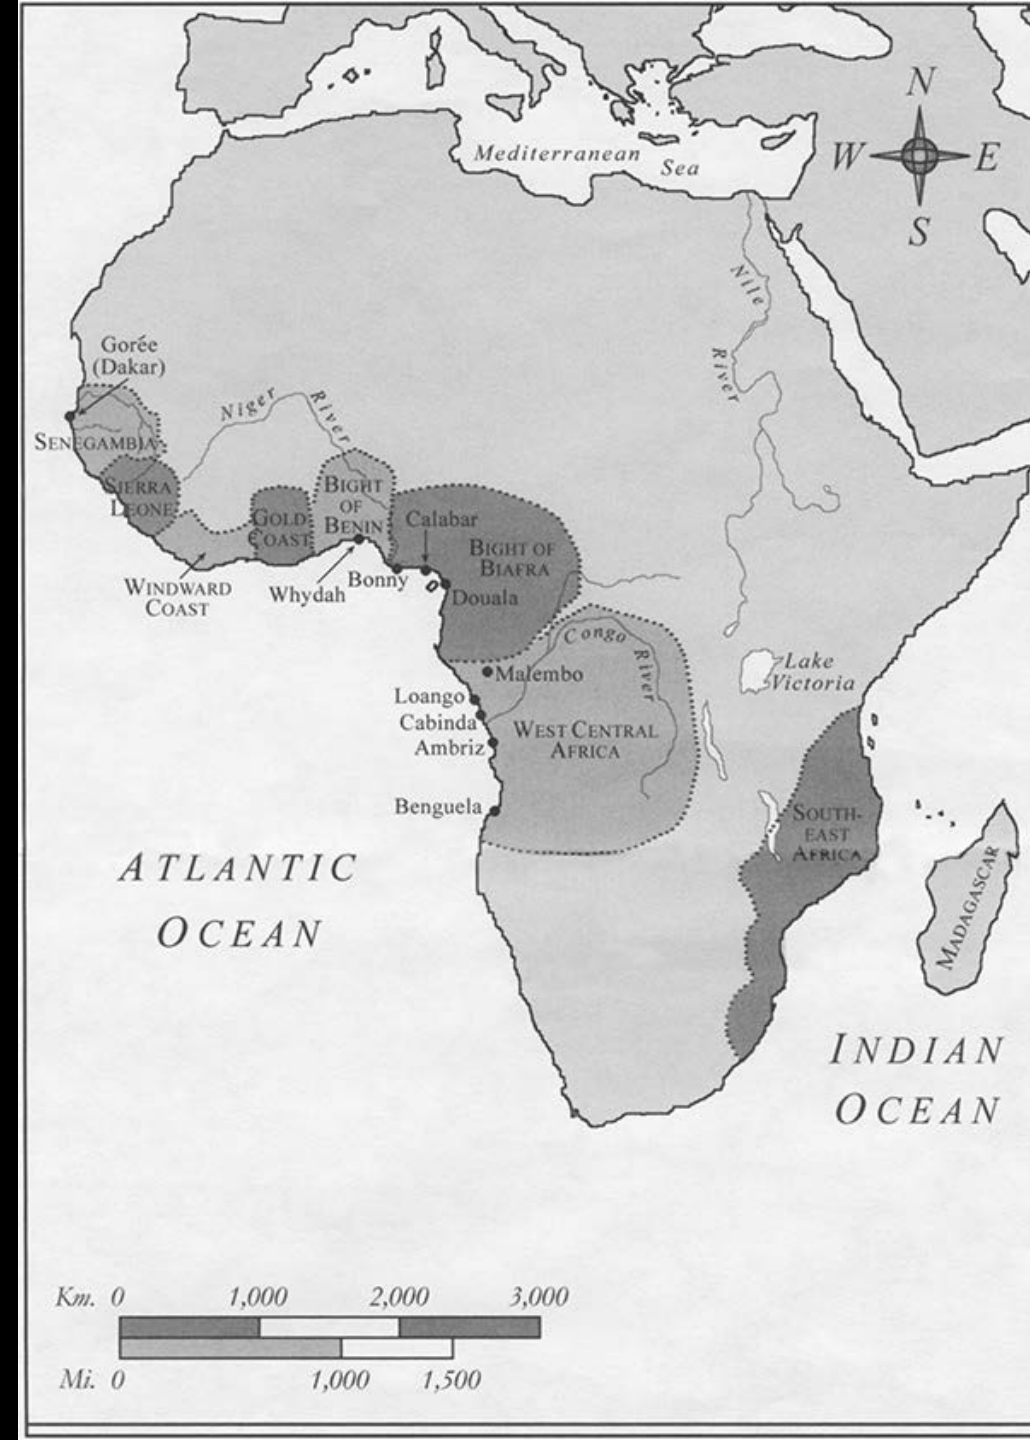 N
W E
S
Mediterranean
Sea
Nile
River
Gorée
(Dakar)
Niger
River
SENEGAMBIA
SIERRA
LEONE
GOLD
COAST
BIGHT
OF
BENIN
Calabar
BIGHT OF
BIAFRA
WINDWARD
COAST
Whydah
Bonny
Douala
Congo
River
Malembo
Lake
Victoria
Loango
Cabinda
Ambriz
WEST CENTRAL
AFRICA
Benguela
SOUTH-
EAST
AFRICA
MADAGASCAR
ATLANTIC
OCEAN
INDIAN
OCEAN
Km. 0 1,000 2,000 3,000
Mi. 0 1,000 1,500